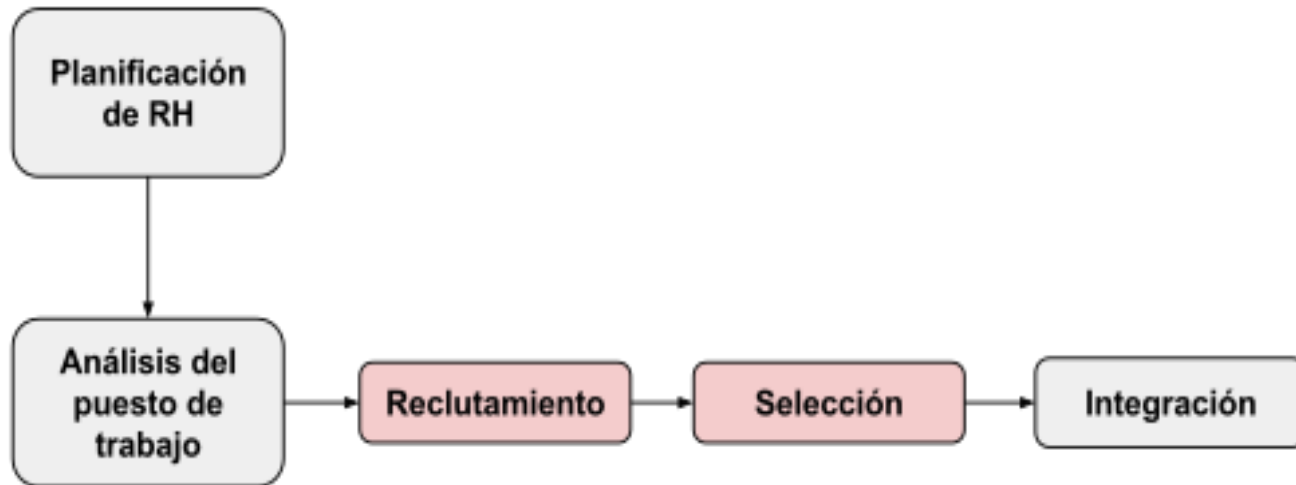 Planificación
de RH
Análisis del
puesto de
trabajo
Reclutamiento
Selección
Integración